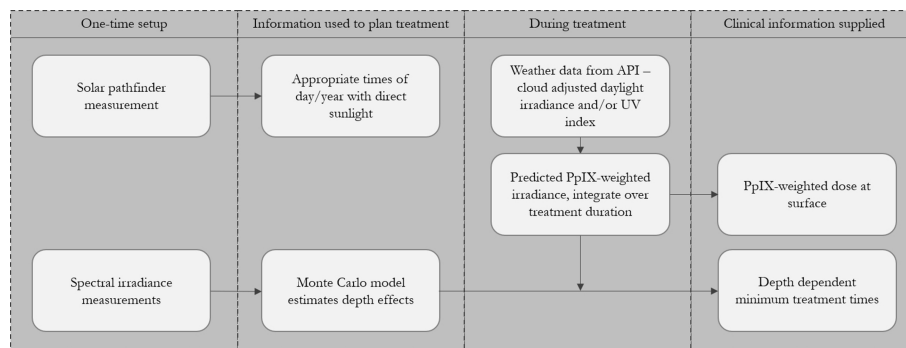 One-time setup
Information used to plan treatment
During treatment
Clinical information supplied
Solar pathfinder
measurement
Appropriate times of
day/year with direct
sunlight
Weather data from API –
cloud adjusted daylight
irradiance and/or UV
index
Predicted PpIX-weighted
irradiance, integrate over
treatment duration
PpIX-weighted dose at
surface
Spectral irradiance
measurements
Monte Carlo model
estimates depth effects
Depth dependent
minimum treatment times